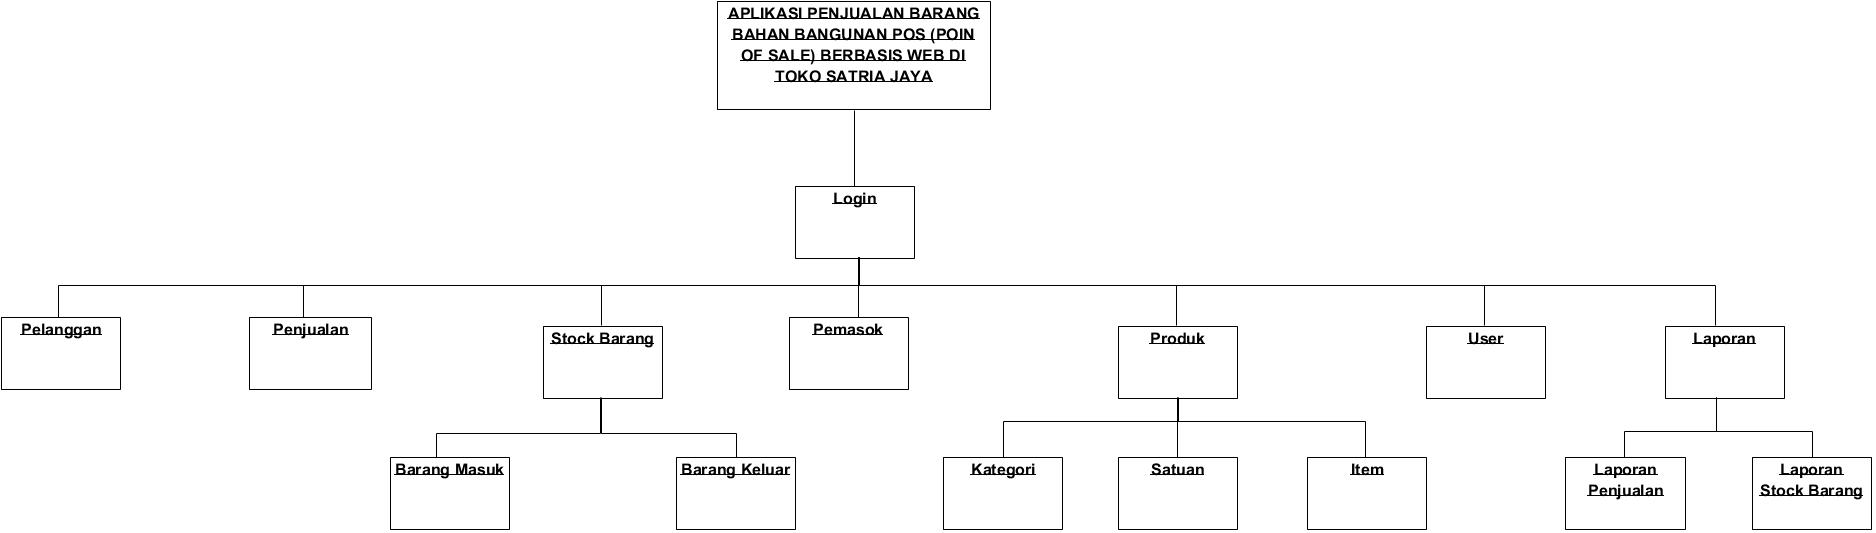 APLIKASI PENJUALAN BARANG
BAHAN BANGUNAN POS (POIN
OF SALE) BERBASIS WEB DI
TOKO SATRIA JAYA
Login
Pelanggan
Penjualan
Stock Barang
Pemasok
Produk
User
Laporan
Barang Masuk
Barang Keluar
Kategori
Satuan
Item
Laporan
Penjualan
Laporan
Stock Barang